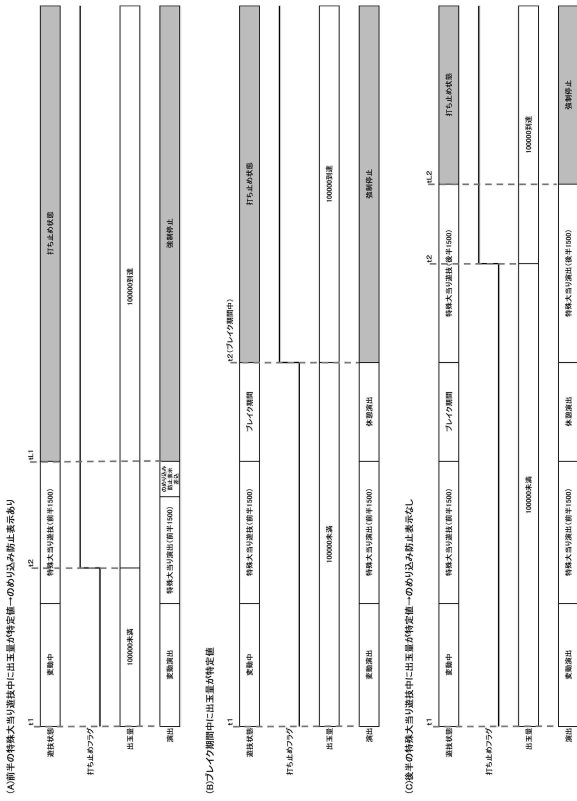 (A)前半の特殊大当り遊技中に出玉量が特定値→のめり込み防止表示あり
t1
t2
tL1
遊技状態
変動中
特殊大当り遊技(前半1500)
打ち止め状態
打ち止めフラグ
出玉量
100000未満
100000到達
演出
変動演出
特殊大当り演出(前半1500)
のめり込み
防止表示
差込
強制停止
(B)ブレイク期間中に出玉量が特定値
t1
t2(ブレイク期間中)
遊技状態
変動中
特殊大当り遊技(前半1500)
ブレイク期間
打ち止め状態
打ち止めフラグ
出玉量
100000未満
100000到達
演出
変動演出
特殊大当り演出(前半1500)
休憩演出
強制停止
(C)後半の特殊大当り遊技中に出玉量が特定値→のめり込み防止表示なし
t1
t2
tL2
遊技状態
変動中
特殊大当り遊技(前半1500)
ブレイク期間
特殊大当り遊技(後半1500)
打ち止め状態
打ち止めフラグ
出玉量
100000未満
100000到達
演出
変動演出
特殊大当り演出(前半1500)
休憩演出
特殊大当り演出(後半1500)
強制停止